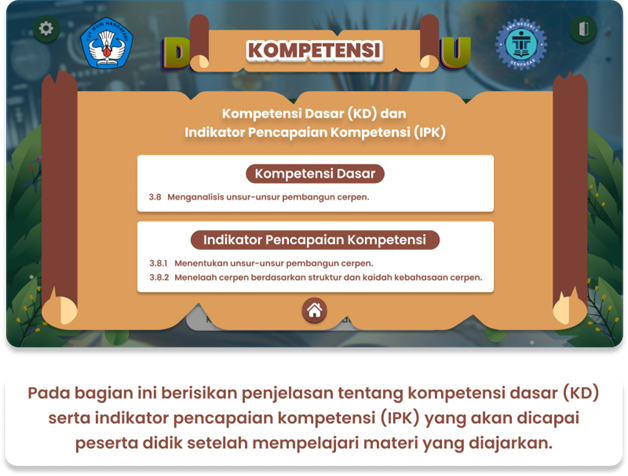 KOMPETENSI
Kompetensi Dasar (KD) dan
Indikator Pencapaian Kompetensi (IPK)
Kompetensi Dasar
3.8 Menganalisis unsur-unsur pembangun cerpen.
Indikator Pencapaian Kompetensi
3.8.1 Menentukan unsur-unsur pembangun cerpen.
3.8.2 Menelaah cerpen berdasarkan struktur dan kaidah kebahasaan cerpen.
Pada bagian ini berisikan penjelasan tentang kompetensi dasar (KD)
serta indikator pencapaian kompetensi (IPK) yang akan dicapai
peserta didik setelah mempelajari materi yang diajarkan.